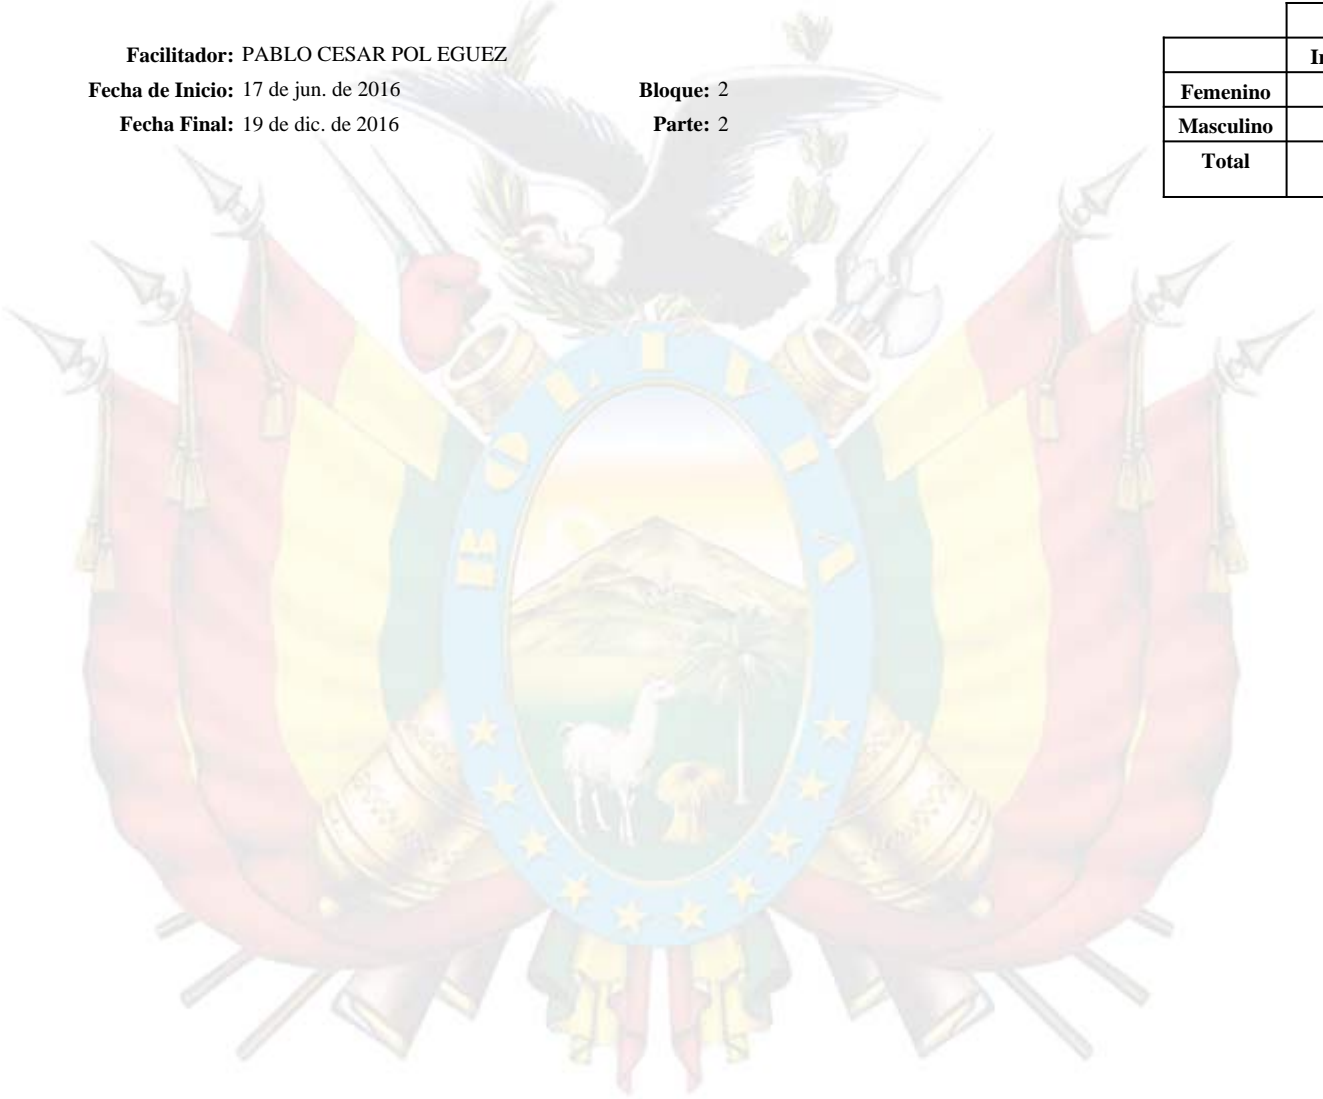 Facilitador: PABLO CESAR POL EGUEZ
Fecha de Inicio: 17 de jun. de 2016 Bloque: 2
Fecha Final: 19 de dic. de 2016 Parte: 2
Femenino
Masculino
Total
BOLIVIA